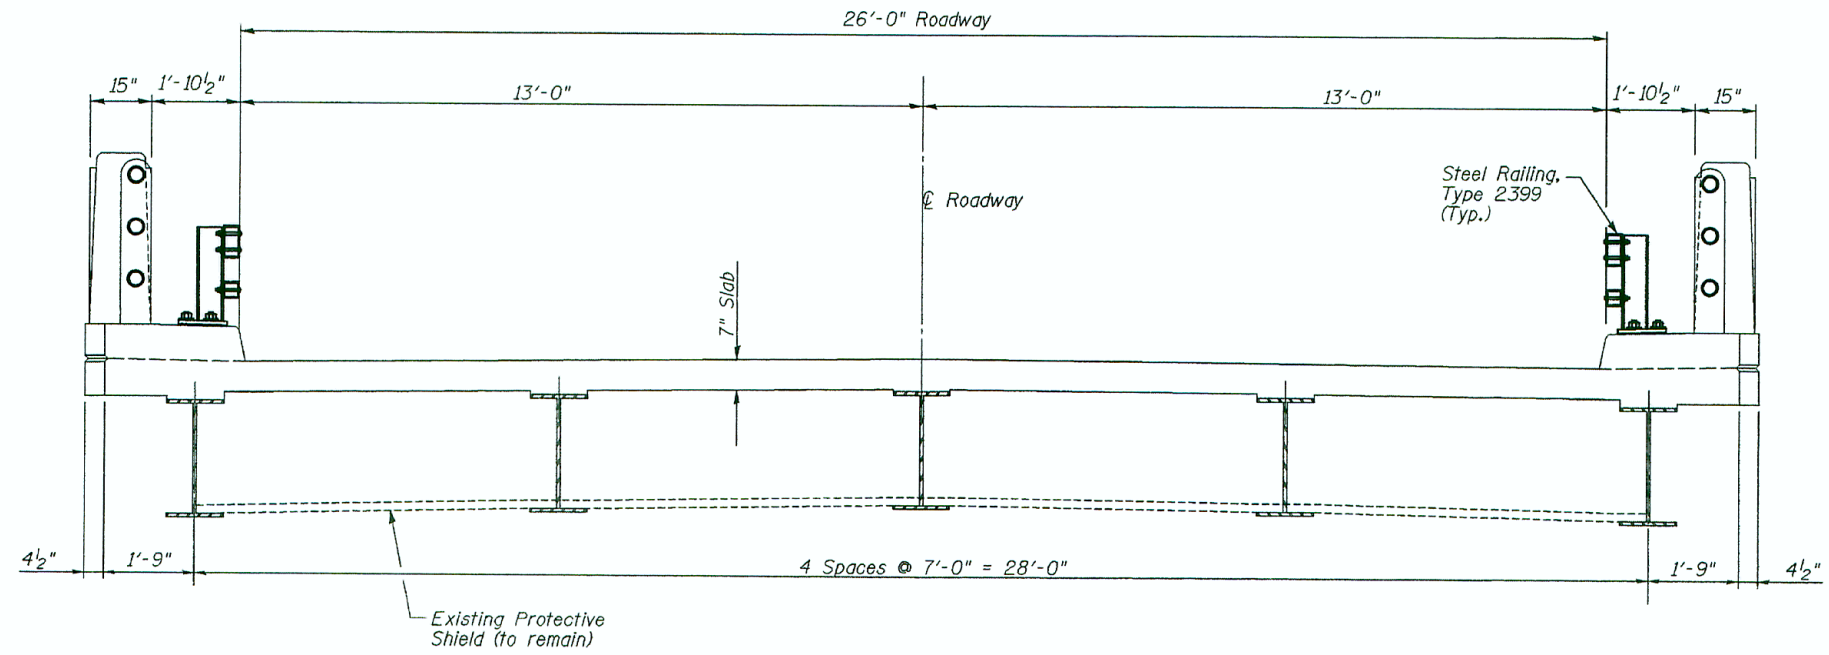 26'-0" Roadway
15"
1'-10½"
13'-0"
13'-0"
1'-10½"
15"
Steel Railing,
Type 2399
(Typ.)
℄ Roadway
7" Slab
4½"
1'-9"
4 Spaces @ 7'-0" = 28'-0"
1'-9"
4½"
Existing Protective
Shield (to remain)